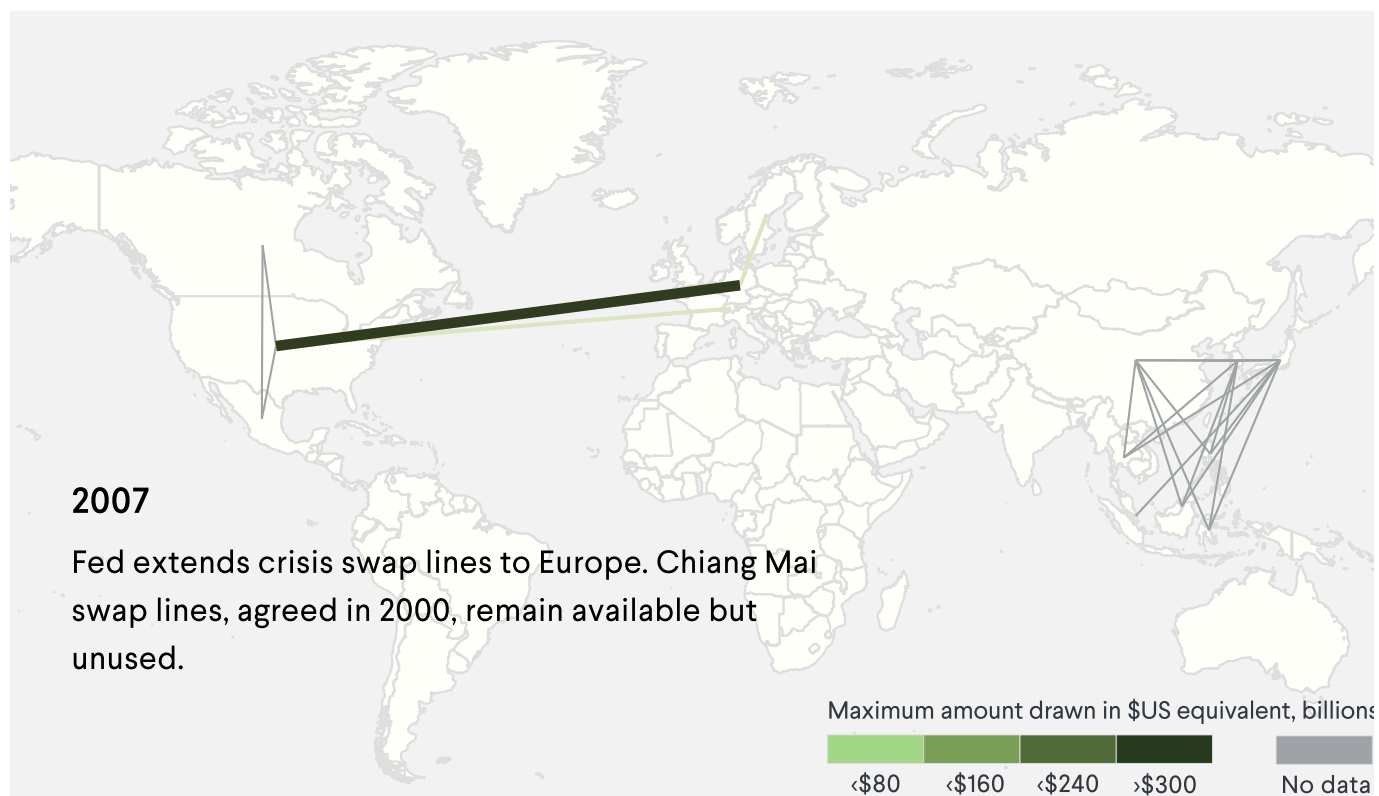 2007
Fed extends crisis swap lines to Europe. Chiang Mai
swap lines, agreed in 2000, remain available but
unused.
Maximum amount drawn in $US equivalent, billions
<$80 <$160 <$240 >$300 No data